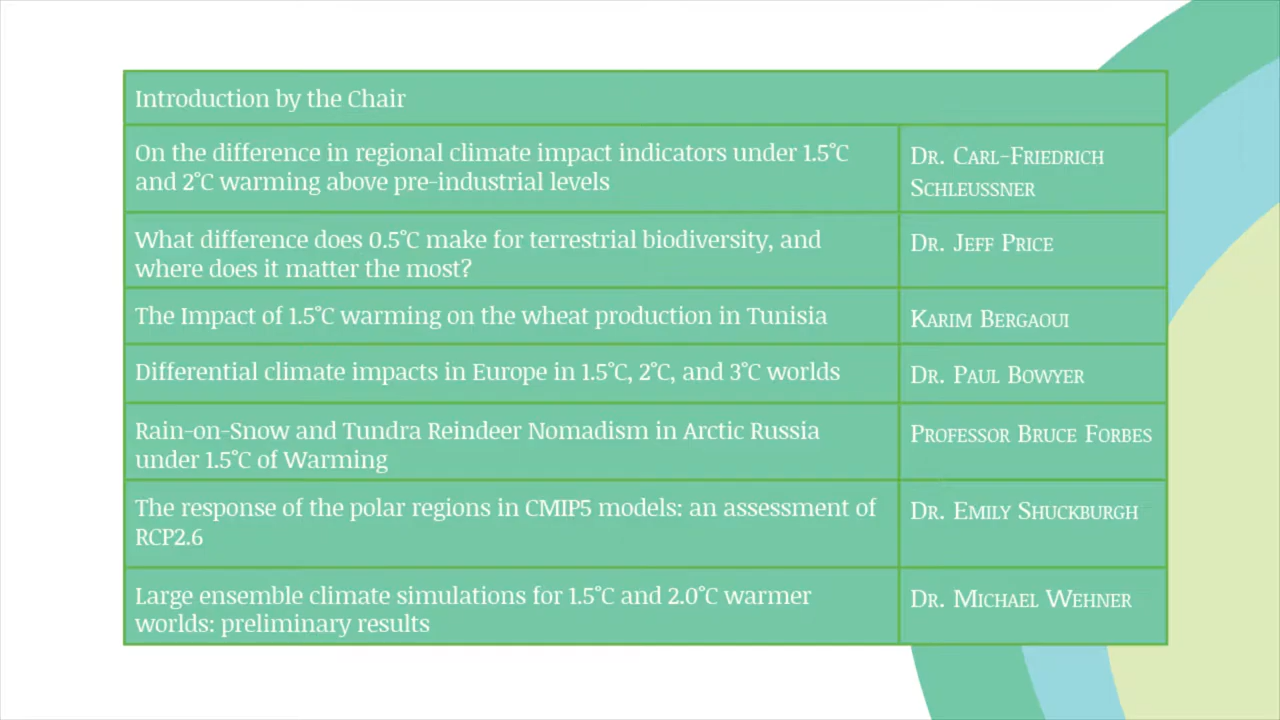 Introduction by the Chair
On the difference in regional climate impact indicators under 1.5°C
and 2°C warming above pre-industrial levels
Dr. Carl-Friedrich
Schleussner
What difference does 0.5°C make for terrestrial biodiversity, and
where does it matter the most?
Dr. Jeff Price
The Impact of 1.5°C warming on the wheat production in Tunisia
Karim Bergaoui
Differential climate impacts in Europe in 1.5°C, 2°C, and 3°C worlds
Dr. Paul Bowyer
Rain-on-Snow and Tundra Reindeer Nomadism in Arctic Russia
under 1.5°C of Warming
Professor Bruce Forbes
The response of the polar regions in CMIP5 models: an assessment of
RCP2.6
Dr. Emily Shuckburgh
Large ensemble climate simulations for 1.5°C and 2.0°C warmer
worlds: preliminary results
Dr. Michael Wehner